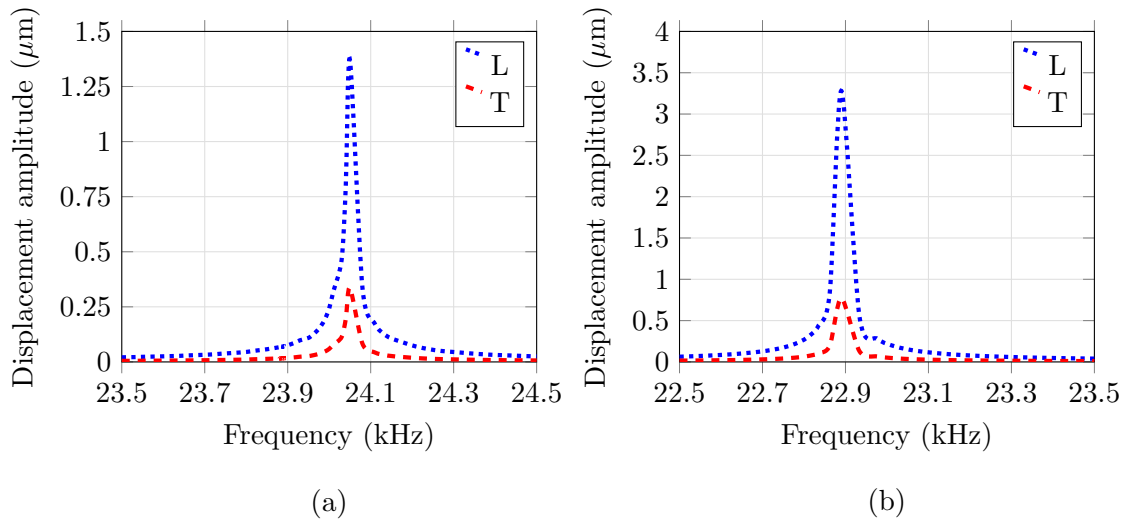 Displacement amplitude (μm)
1.5
1.25
1
0.75
0.5
0.25
0
23.5 23.7 23.9 24.1 24.3 24.5
Frequency (kHz)
L
T
(a)
Displacement amplitude (μm)
4
3.5
3
2.5
2
1.5
1
0.5
0
22.5 22.7 22.9 23.1 23.3 23.5
Frequency (kHz)
L
T
(b)